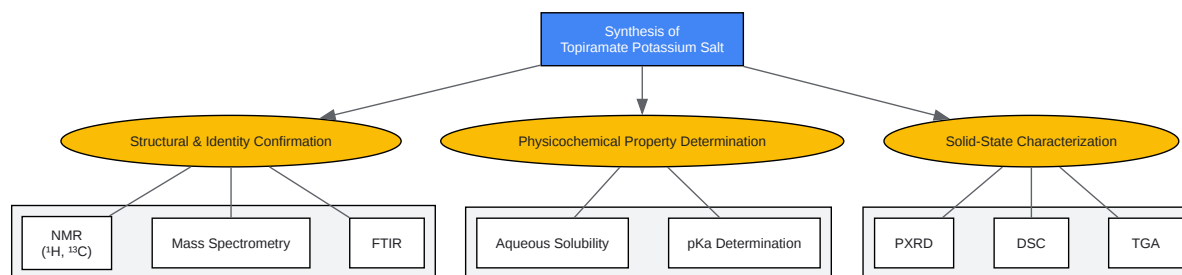 Synthesis of
Topiramate Potassium Salt
Structural & Identity Confirmation
Physicochemical Property Determination
Solid-State Characterization
NMR
(¹H, ¹³C)
Mass Spectrometry
FTIR
Aqueous Solubility
pKa Determination
PXRD
DSC
TGA